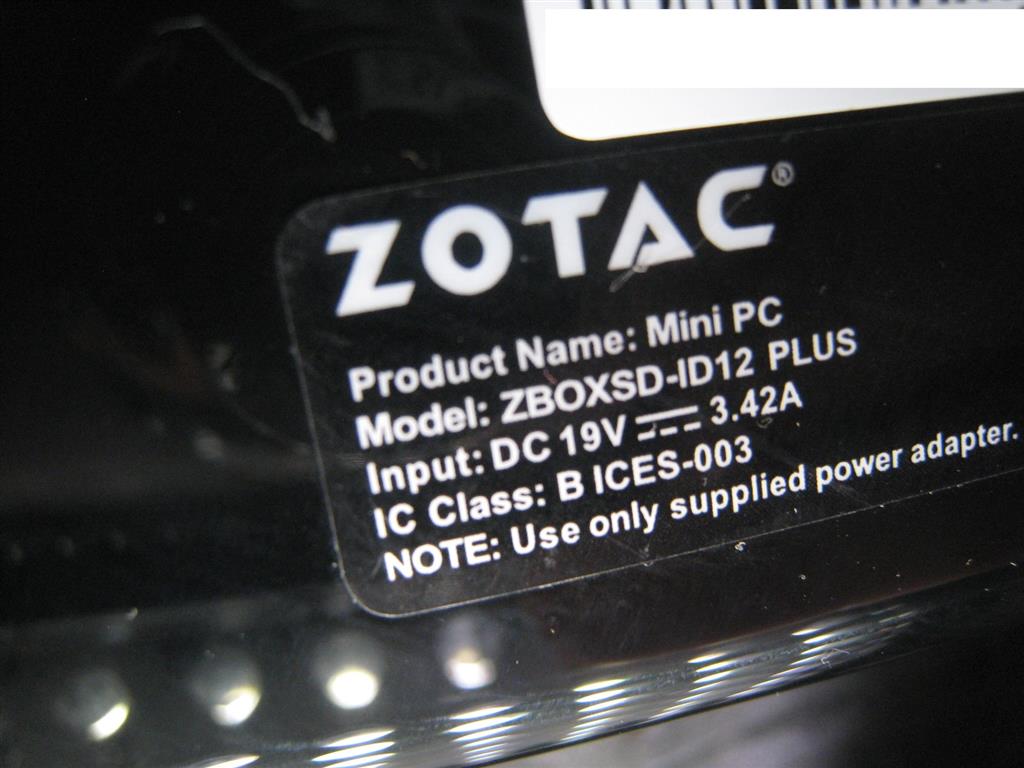 ZOTAC®
Product Name: Mini PC
Model: ZBOXSD-ID12 PLUS
Input: DC 19V ⎓ 3.42A
IC Class: B ICES-003
NOTE: Use only supplied power adapter.